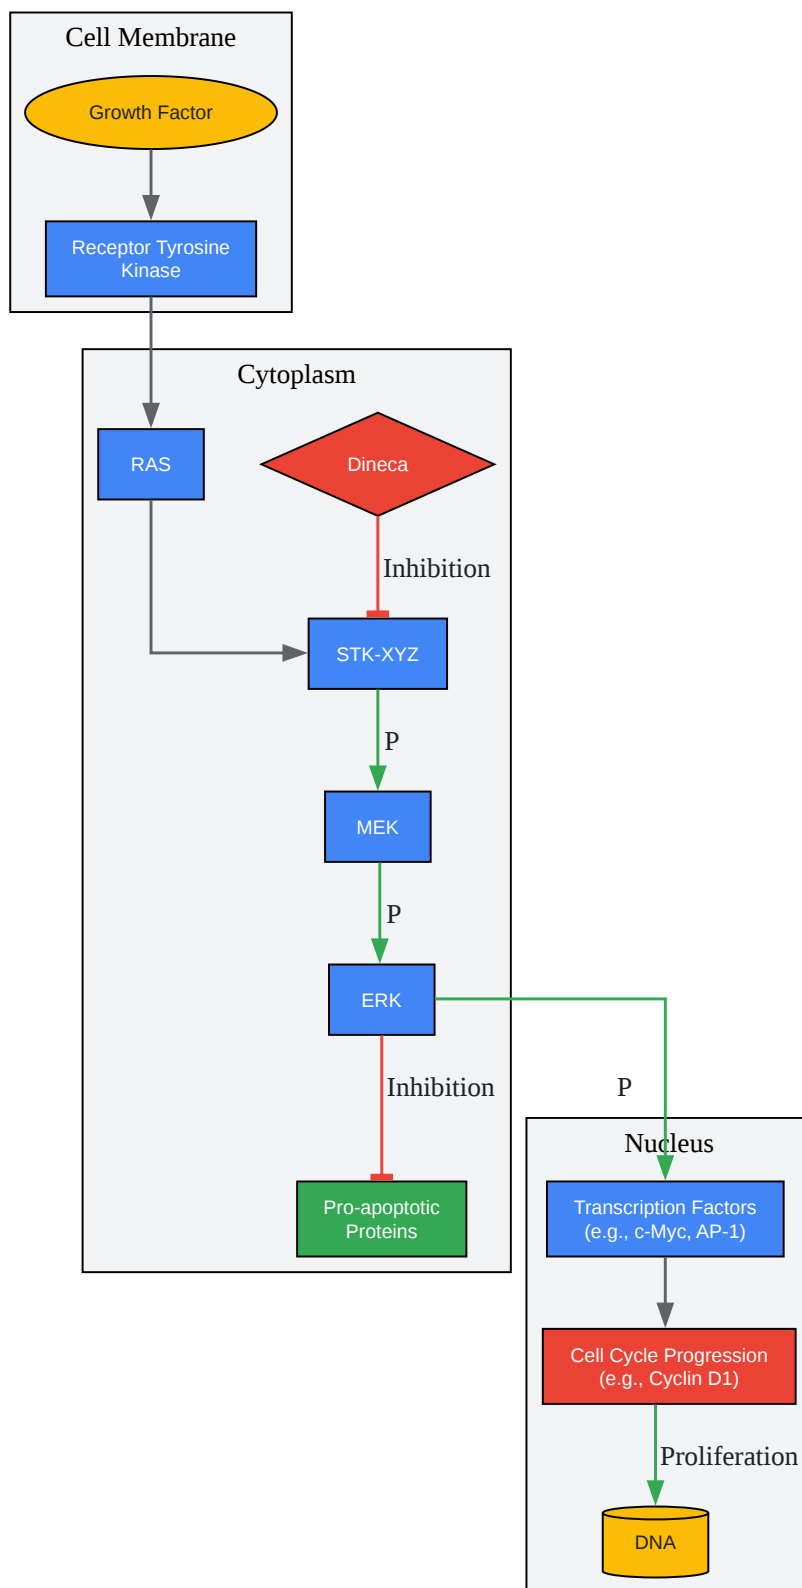 Cell Membrane
Growth Factor
Receptor Tyrosine
Kinase
Cytoplasm
RAS
Dineca
Inhibition
STK-XYZ
P
MEK
P
ERK
Inhibition
P
Pro-apoptotic
Proteins
Nucleus
Transcription Factors
(e.g., c-Myc, AP-1)
Cell Cycle Progression
(e.g., Cyclin D1)
Proliferation
DNA